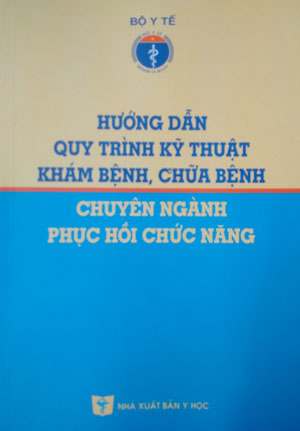 BỘ Y TẾ
HƯỚNG DẪN
QUY TRÌNH KỸ THUẬT
KHÁM BỆNH, CHỮA BỆNH
CHUYÊN NGÀNH
PHỤC HỒI CHỨC NĂNG
NHÀ XUẤT BẢN Y HỌC